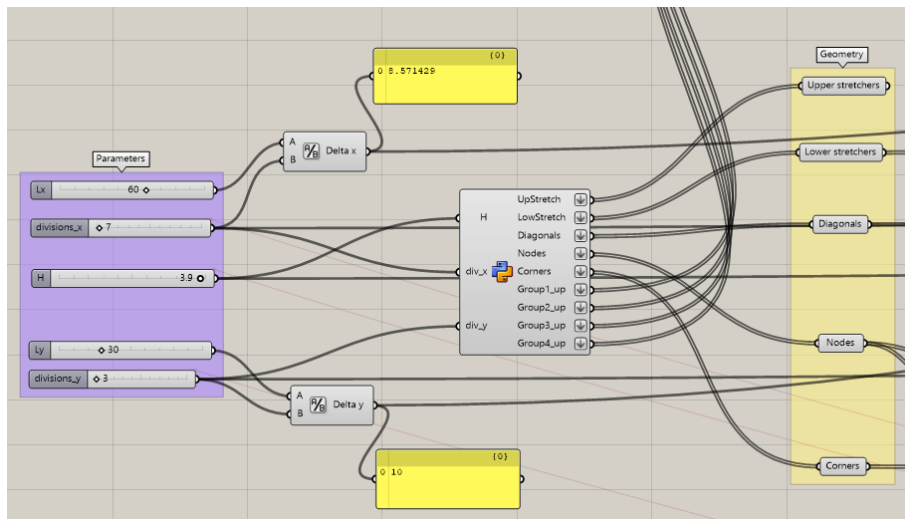 {0}
0 8.571429
Geometry
Upper stretchers
A
B
A/B
Delta x
Parameters
Lower stretchers
Lx
60
UpStretch
H
LowStretch
divisions_x
7
Diagonals
Diagonals
Nodes
H
3.9
div_x
Corners
Group1_up
Group2_up
div_y
Group3_up
Group4_up
Nodes
Ly
30
divisions_y
3
A
B
A/B
Delta y
{0}
0 10
Corners